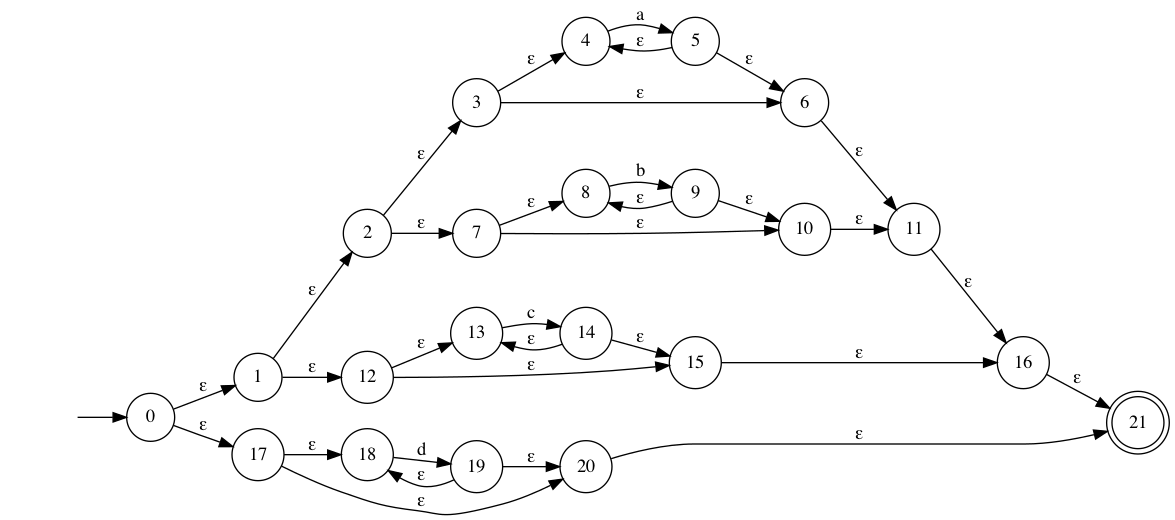 a
4 ε 5
ε ε
3 ε 6
ε ε
b
8 ε 9
ε ε
2 ε 7 ε 10 ε 11
ε ε
c
13 ε 14
ε ε
1 ε 12 ε 15 ε 16
ε ε
0 21
ε
17 ε 18 d 19 ε 20 ε
ε
ε